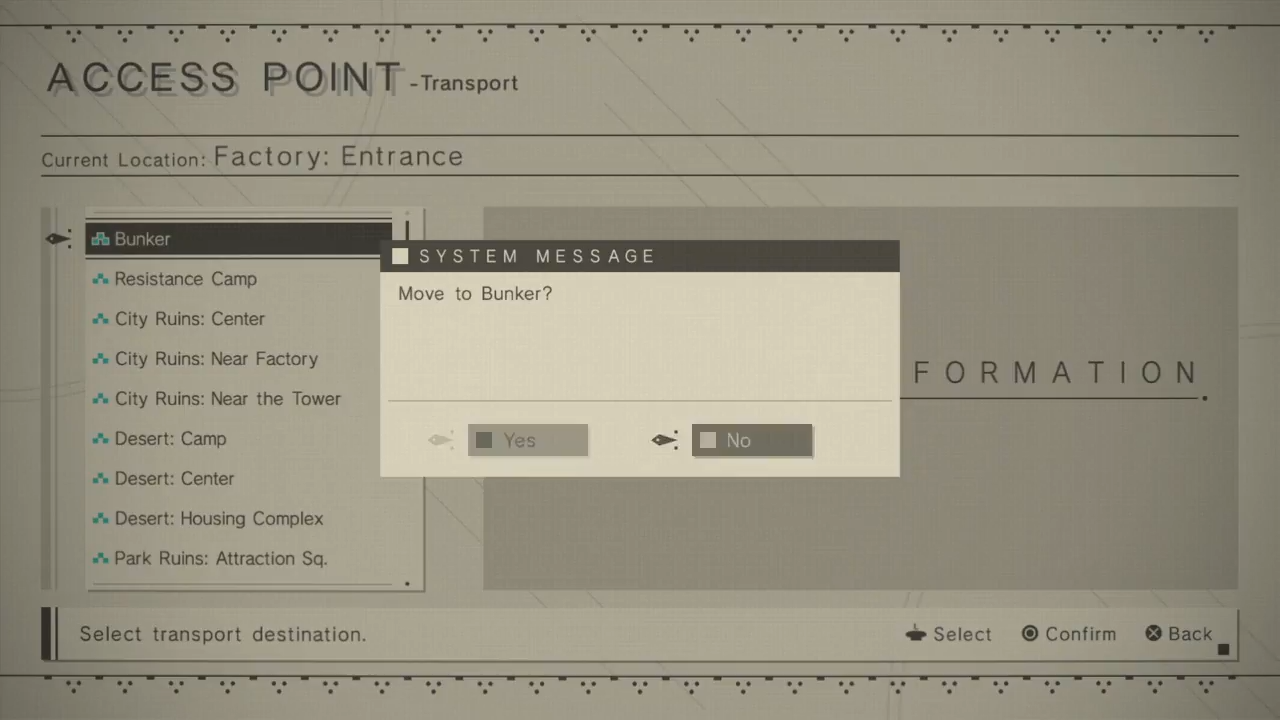 ACCESS POINT -Transport
Current Location: Factory: Entrance
Bunker
Resistance Camp
City Ruins: Center
City Ruins: Near Factory
City Ruins: Near the Tower
Desert: Camp
Desert: Center
Desert: Housing Complex
Park Ruins: Attraction Sq.
SYSTEM MESSAGE
Move to Bunker?
Yes
No
FORMATION
Select transport destination.
Select
Confirm
Back